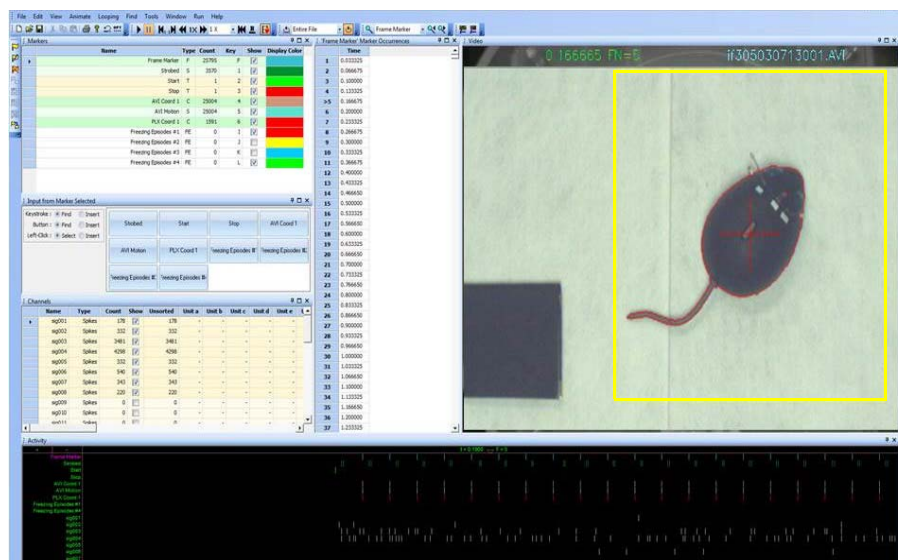 File Edit View Animate Looping Find Tools Window Run Help
1 X
Entire File
Frame Marker
Markers
Name Type Count Key Show Display Color
Frame Marker F 25795 F
Strobed S 3570 1
Start T 1 2
Stop T 1 3
AVI Coord 1 C 25004 4
AVI Motion S 25004 5
PLX Coord 1 C 1591 6
Freezing Episodes #1 FE 0 I
Freezing Episodes #2 FE 0 J
Freezing Episodes #3 FE 0 K
Freezing Episodes #4 FE 0 L
Input from Marker Selected
Keystroke: Find Insert
Button: Find Insert
Left-Click: Select Insert
Strobed Start Stop AVI Coord 1
AVI Motion PLX Coord 1
Channels
Name Type Count Show Unsorted Unit a Unit b Unit c Unit d Unit e
sig001 Spikes 178 178 - - - - -
sig002 Spikes 332 332 - - - - -
sig003 Spikes 3481 3481 - - - - -
sig004 Spikes 4298 4298 - - - - -
sig005 Spikes 332 332 - - - - -
sig006 Spikes 540 540 - - - - -
sig007 Spikes 343 343 - - - - -
sig008 Spikes 220 220 - - - - -
sig009 Spikes 0 0 - - - - -
sig010 Spikes 0 0 - - - - -
'Frame Marker' Marker Occurrences
Time
1 0.033325
2 0.066675
3 0.100000
4 0.133325
>5 0.166675
6 0.200000
7 0.233325
8 0.266675
9 0.300000
10 0.333325
11 0.366675
12 0.400000
13 0.433325
14 0.466650
15 0.500000
16 0.533325
17 0.566650
18 0.600000
19 0.633325
20 0.666650
21 0.700000
22 0.733325
23 0.766650
24 0.800000
25 0.833325
26 0.866650
27 0.900000
28 0.933325
29 0.966650
30 1.000000
31 1.033325
32 1.066650
33 1.100000
34 1.133325
35 1.166650
36 1.200000
37 1.233325
Video
0.166665 FN=5
Activity
Frame Marker
Strobed
Start
Stop
AVI Coord 1
AVI Motion
PLX Coord 1
Freezing Episodes #1
Freezing Episodes #4
sig001
sig002
sig003
sig004
sig005
sig006